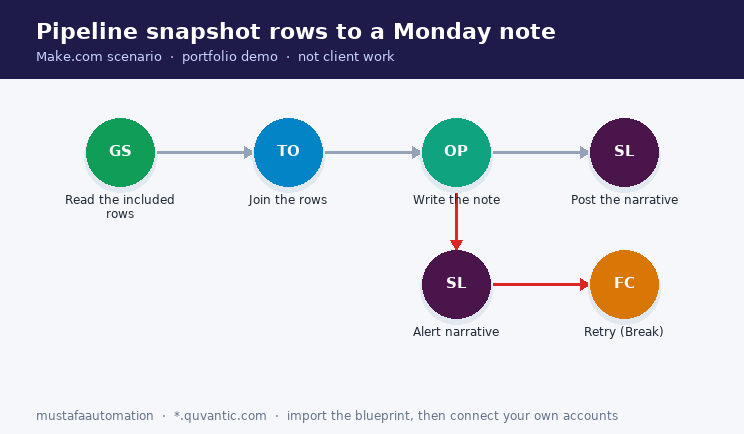 Pipeline snapshot rows to a Monday note
Make.com scenario · portfolio demo · not client work
GS
TO
OP
SL
Read the included
rows
Join the rows
Write the note
Post the narrative
SL
FC
Alert narrative
Retry (Break)
mustafaautomation · *.quvantic.com · import the blueprint, then connect your own accounts